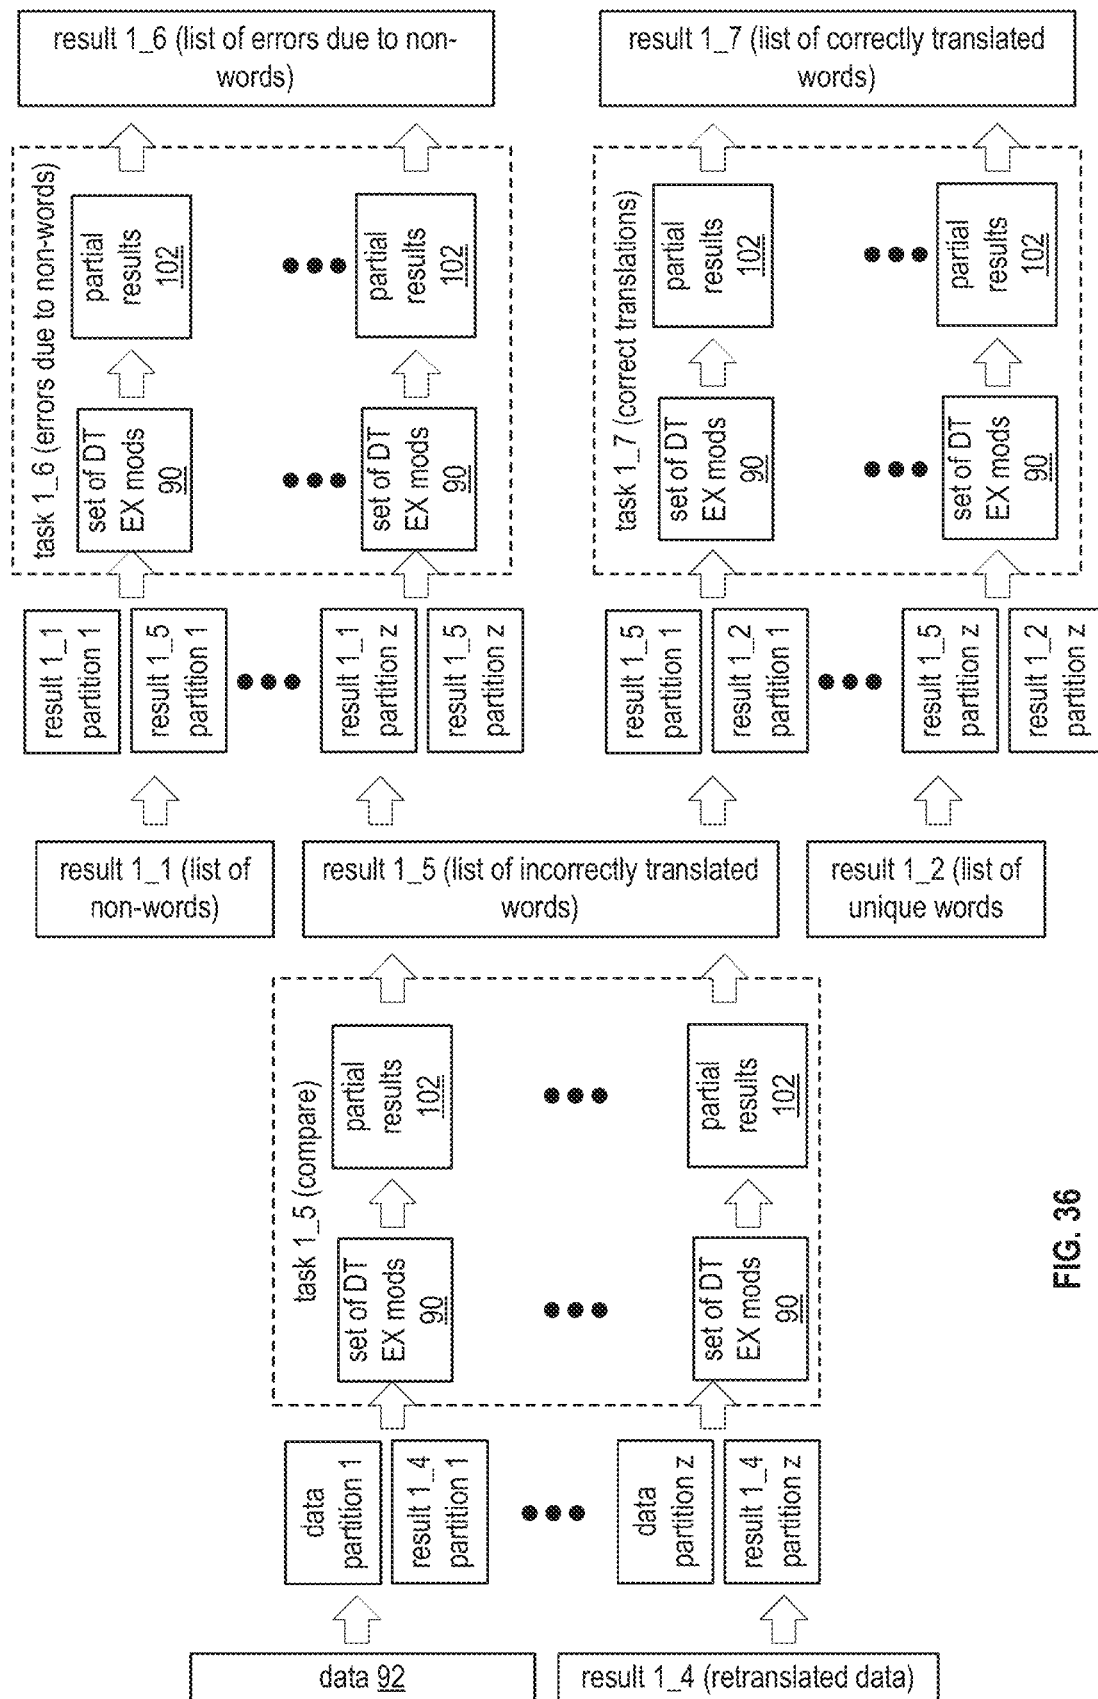 result 1_6 (list of errors due to non-
words)
result 1_7 (list of correctly translated
words)
task 1_6 (errors due to non-words)
partial
results
102
partial
results
102
set of DT
EX mods
90
set of DT
EX mods
90
task 1_7 (correct translations)
partial
results
102
partial
results
102
set of DT
EX mods
90
set of DT
EX mods
90
result 1_1
partition 1
result 1_5
partition 1
result 1_1
partition z
result 1_5
partition z
result 1_5
partition 1
result 1_2
partition 1
result 1_5
partition z
result 1_2
partition z
result 1_1 (list of
non-words)
result 1_5 (list of incorrectly translated
words)
result 1_2 (list of
unique words
task 1_5 (compare)
partial
results
102
partial
results
102
set of DT
EX mods
90
set of DT
EX mods
90
data
partition 1
result 1_4
partition 1
data
partition z
result 1_4
partition z
data 92
result 1_4 (retranslated data)
FIG. 36